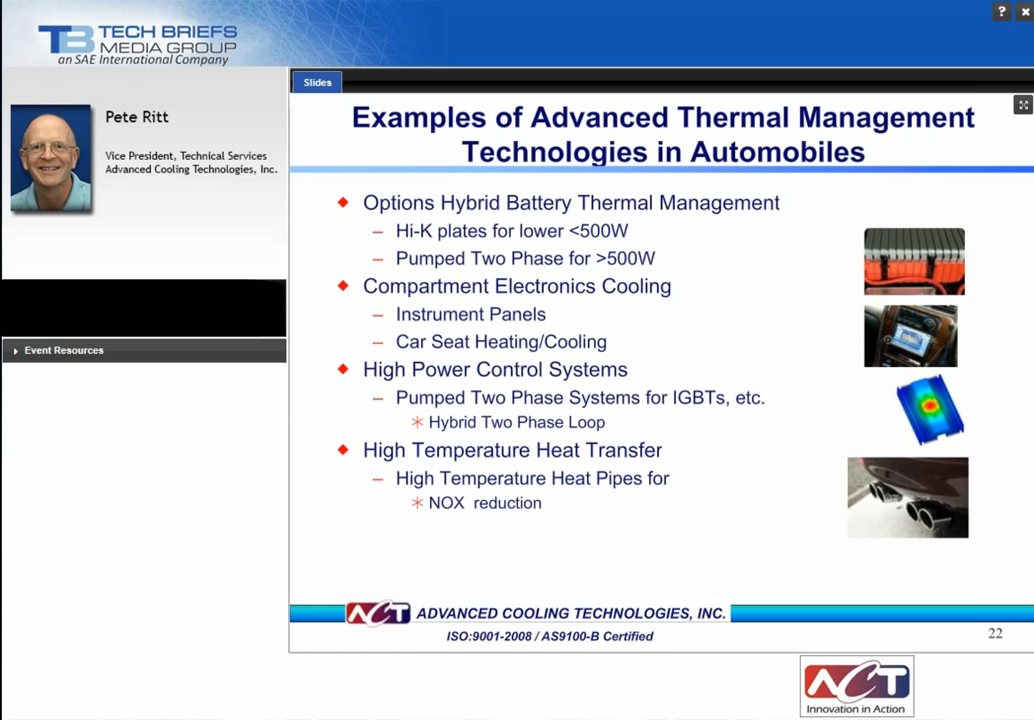 ? ×
TB TECH BRIEFS
MEDIA GROUP
an SAE International Company
Pete Ritt
Vice President, Technical Services
Advanced Cooling Technologies, Inc.
Event Resources
Slides
Examples of Advanced Thermal Management
Technologies in Automobiles
Options Hybrid Battery Thermal Management
– Hi-K plates for lower <500W
– Pumped Two Phase for >500W
Compartment Electronics Cooling
– Instrument Panels
– Car Seat Heating/Cooling
High Power Control Systems
– Pumped Two Phase Systems for IGBTs, etc.
* Hybrid Two Phase Loop
High Temperature Heat Transfer
– High Temperature Heat Pipes for
* NOX reduction
ACT ADVANCED COOLING TECHNOLOGIES, INC.
ISO:9001-2008 / AS9100-B Certified
22
ACT
Innovation in Action